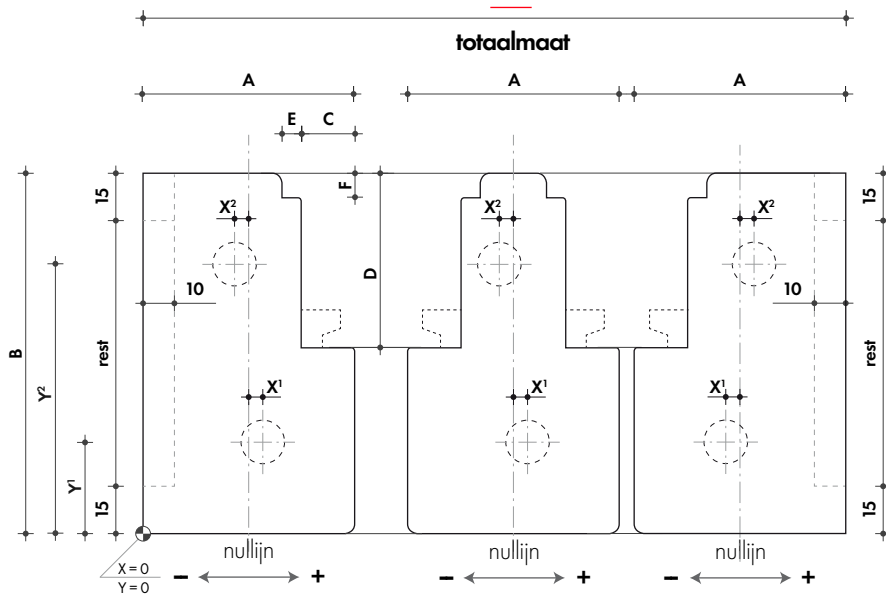 totaalmaat
A A A
E C
F
15 15
X² X² X²
D
10 10
B
rest rest
Y²
X¹ X¹ X¹
Y¹
15 15
nullijn nullijn nullijn
X = 0
Y = 0
– + – + – +